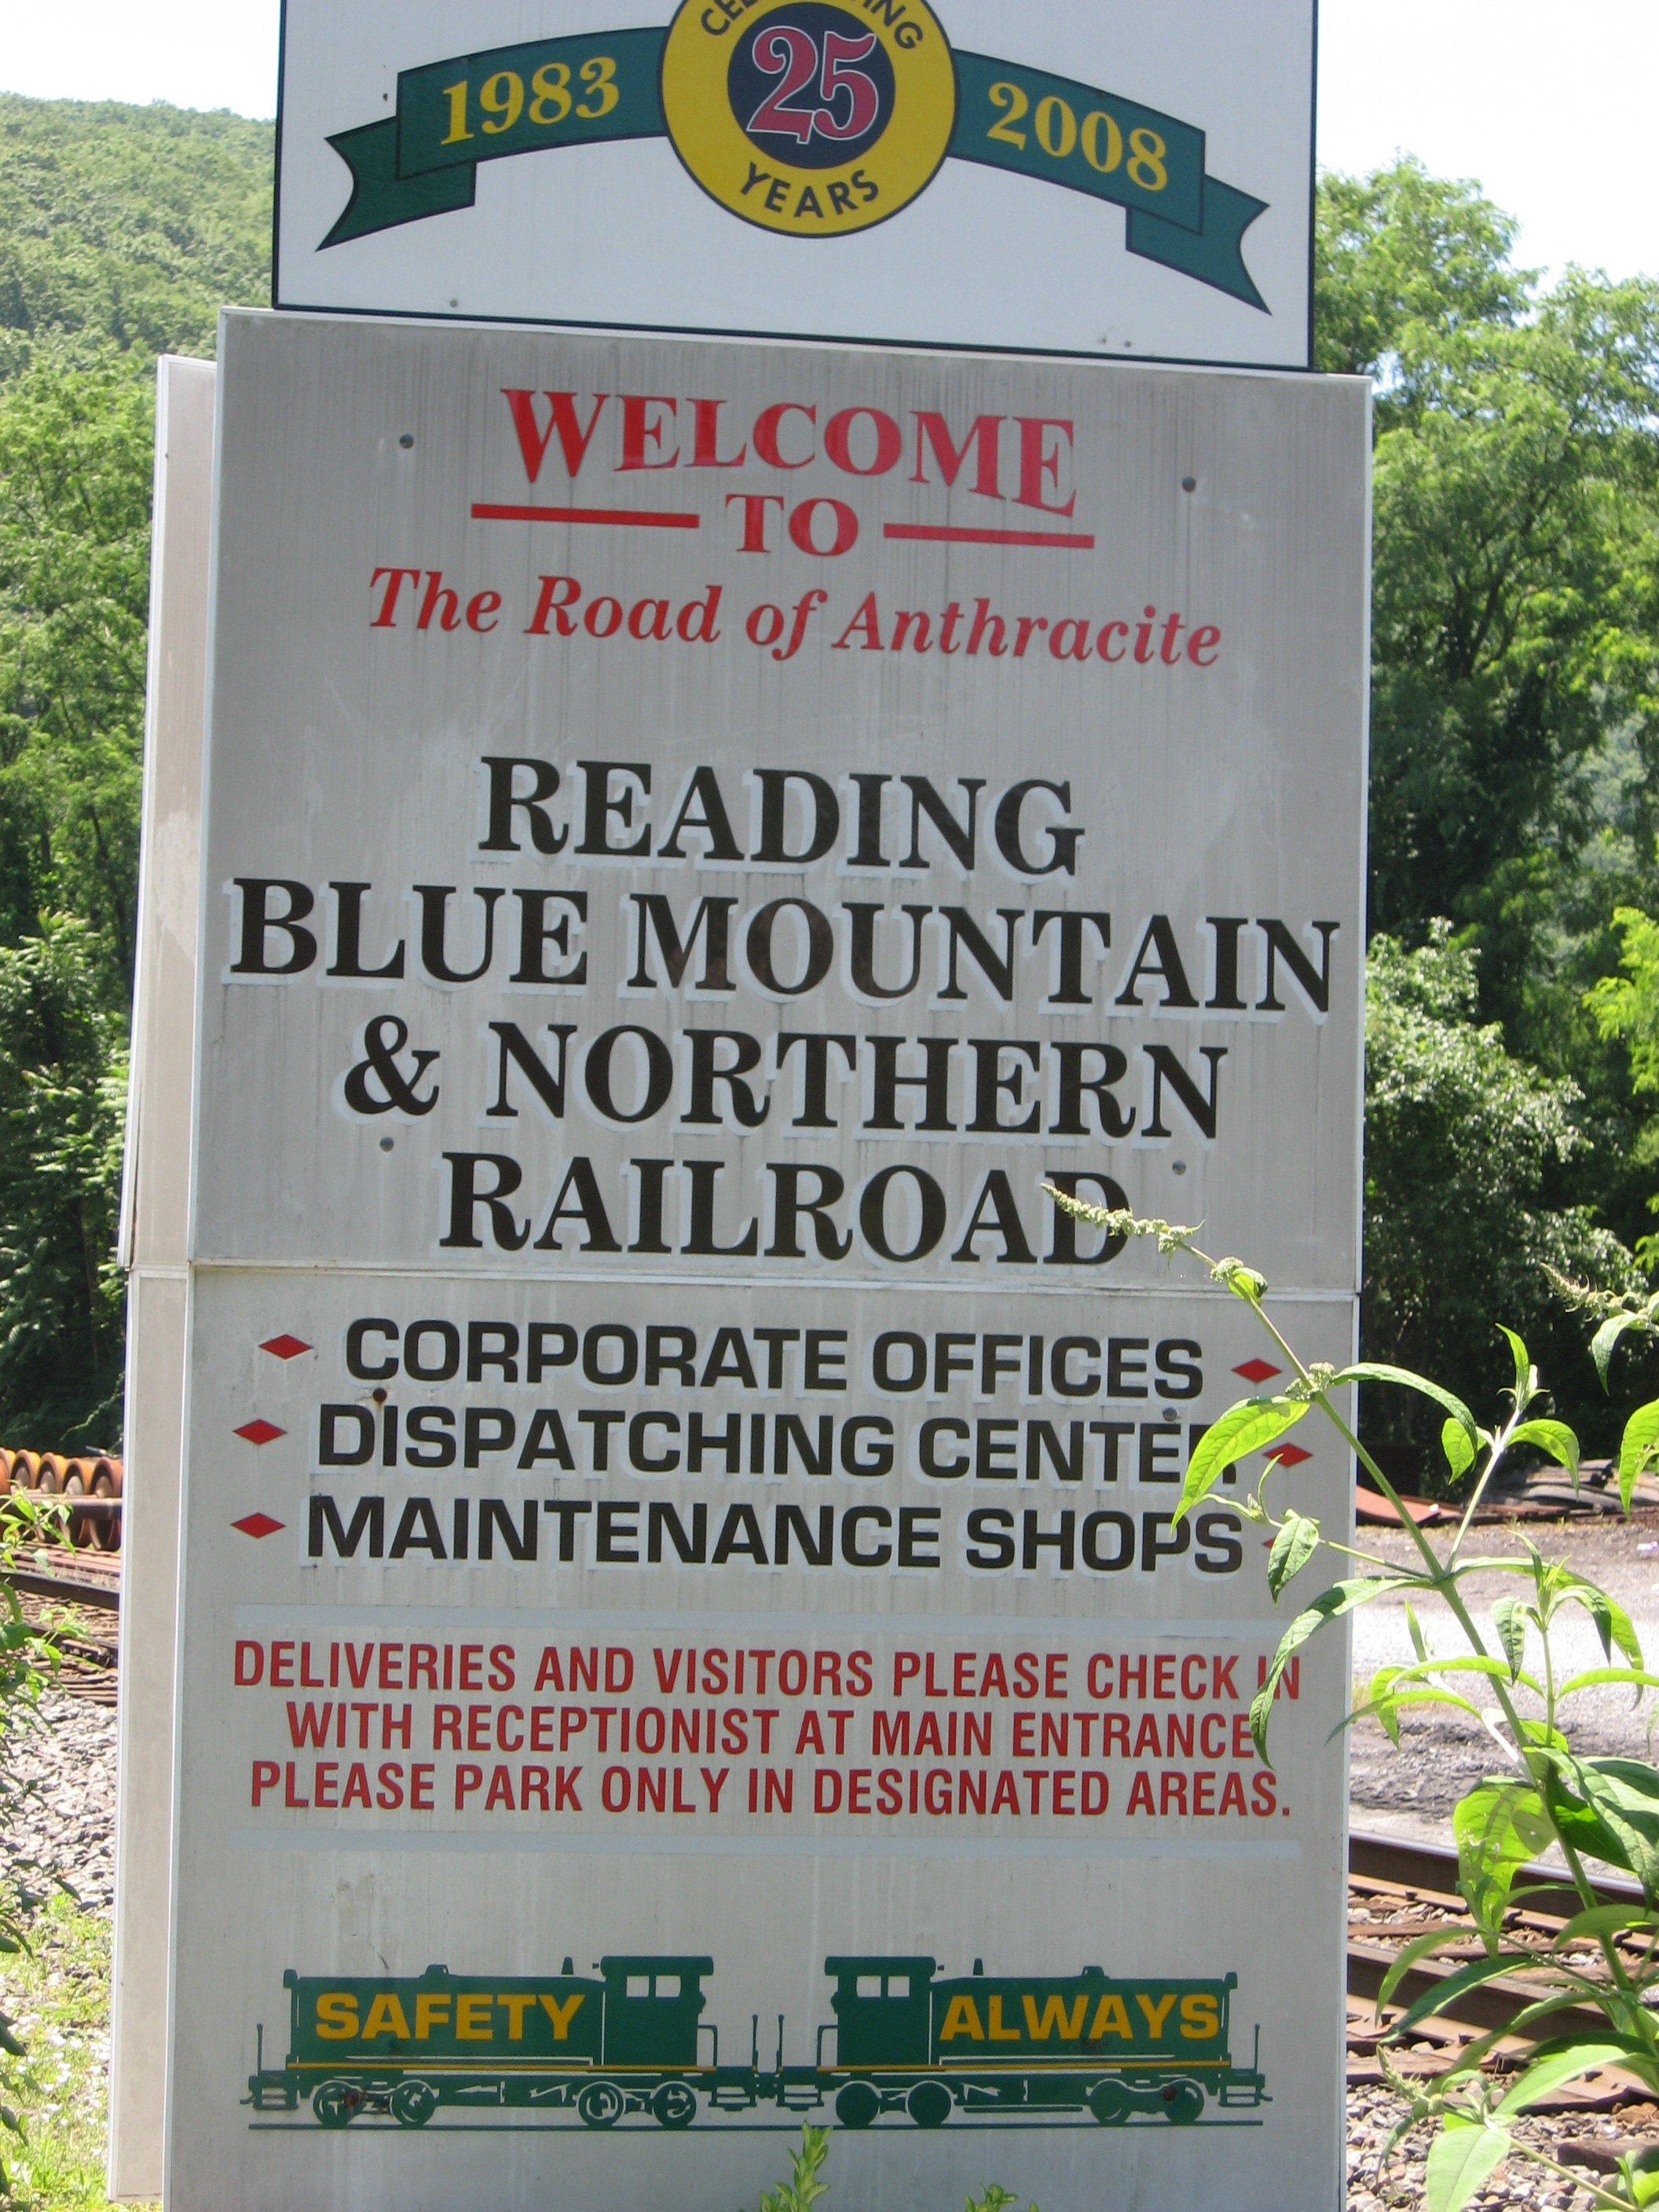 1983
25
2008
YEARS
WELCOME
TO
The Road of Anthracite
READING
BLUE MOUNTAIN
& NORTHERN
RAILROAD
CORPORATE OFFICES
DISPATCHING CENTER
MAINTENANCE SHOPS
DELIVERIES AND VISITORS PLEASE CHECK IN
WITH RECEPTIONIST AT MAIN ENTRANCE
PLEASE PARK ONLY IN DESIGNATED AREAS.
SAFETY ALWAYS